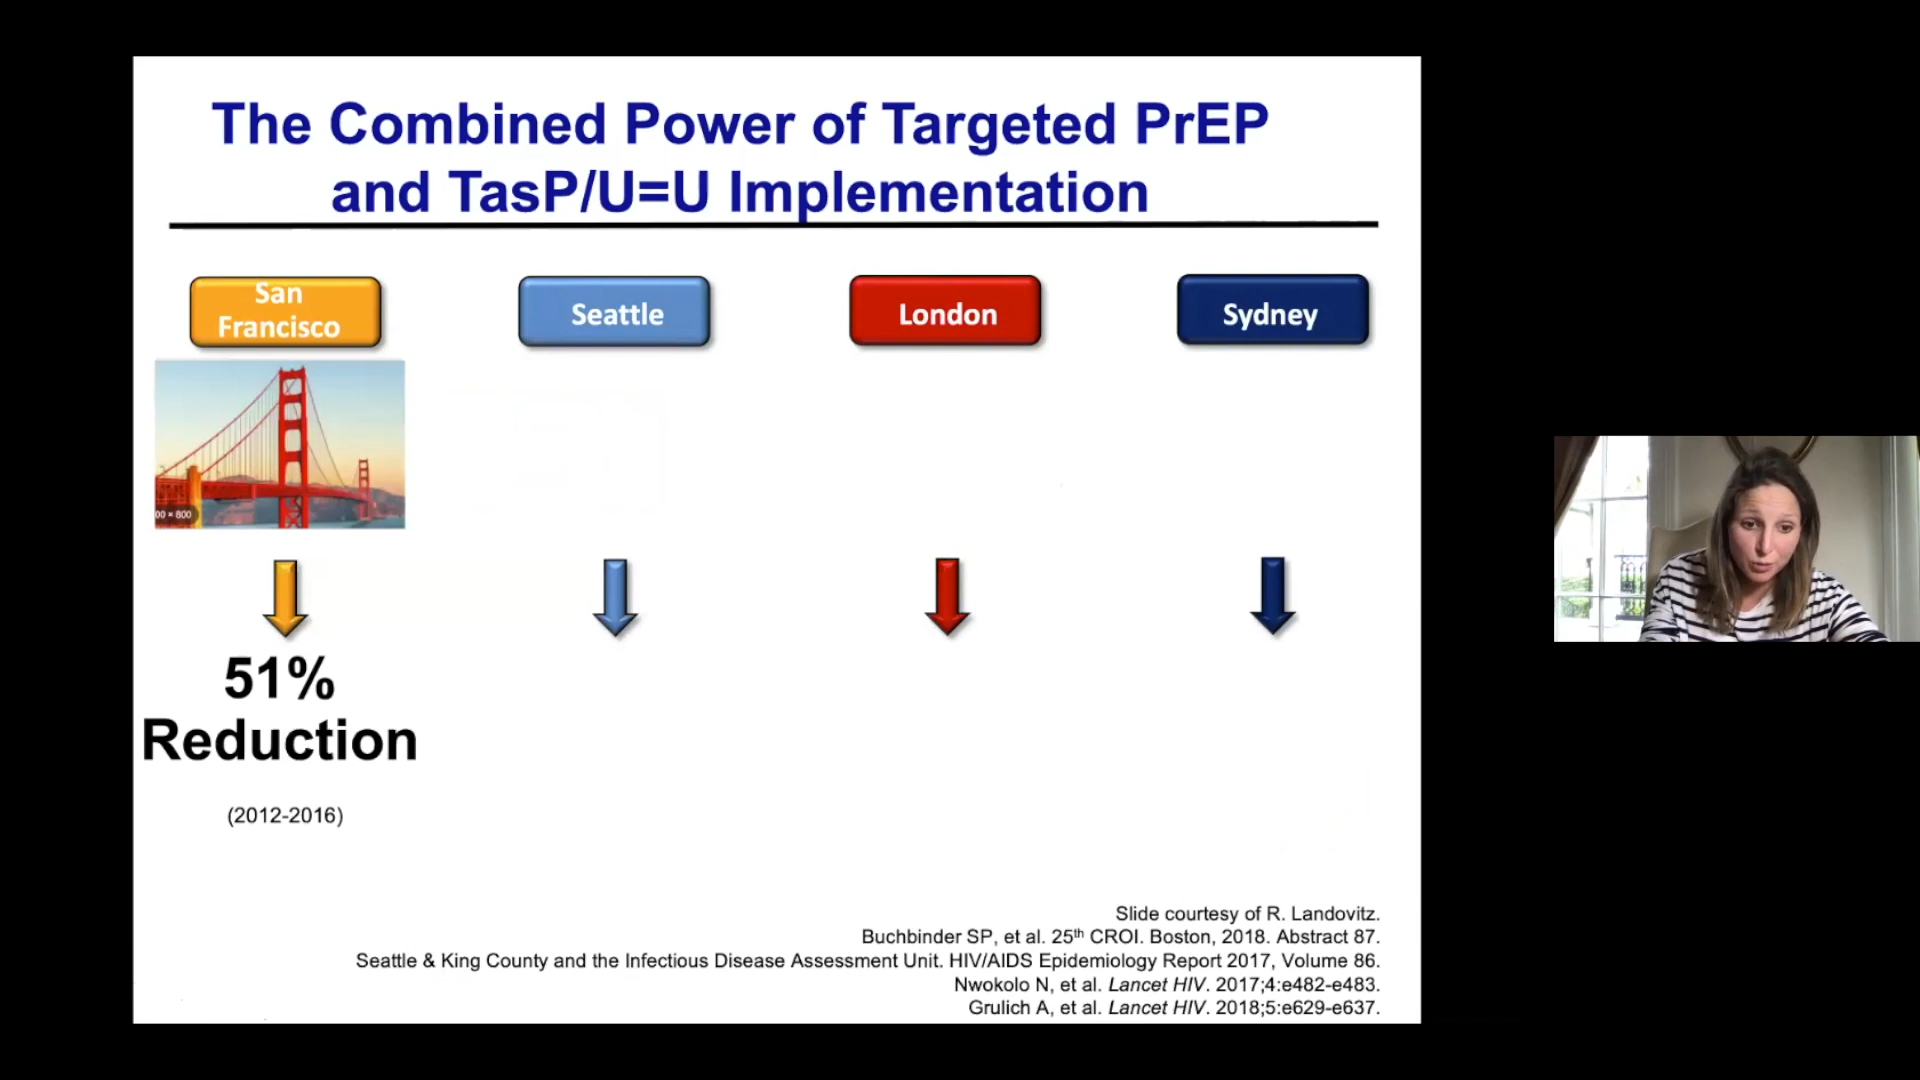 The Combined Power of Targeted PrEP
and TasP/U=U Implementation
San
Francisco
Seattle
London
Sydney
00 × 800
51%
Reduction
(2012-2016)
Slide courtesy of R. Landovitz.
Buchbinder SP, et al. 25th CROI. Boston, 2018. Abstract 87.
Seattle & King County and the Infectious Disease Assessment Unit. HIV/AIDS Epidemiology Report 2017, Volume 86.
Nwokolo N, et al. Lancet HIV. 2017;4:e482-e483.
Grulich A, et al. Lancet HIV. 2018;5:e629-e637.